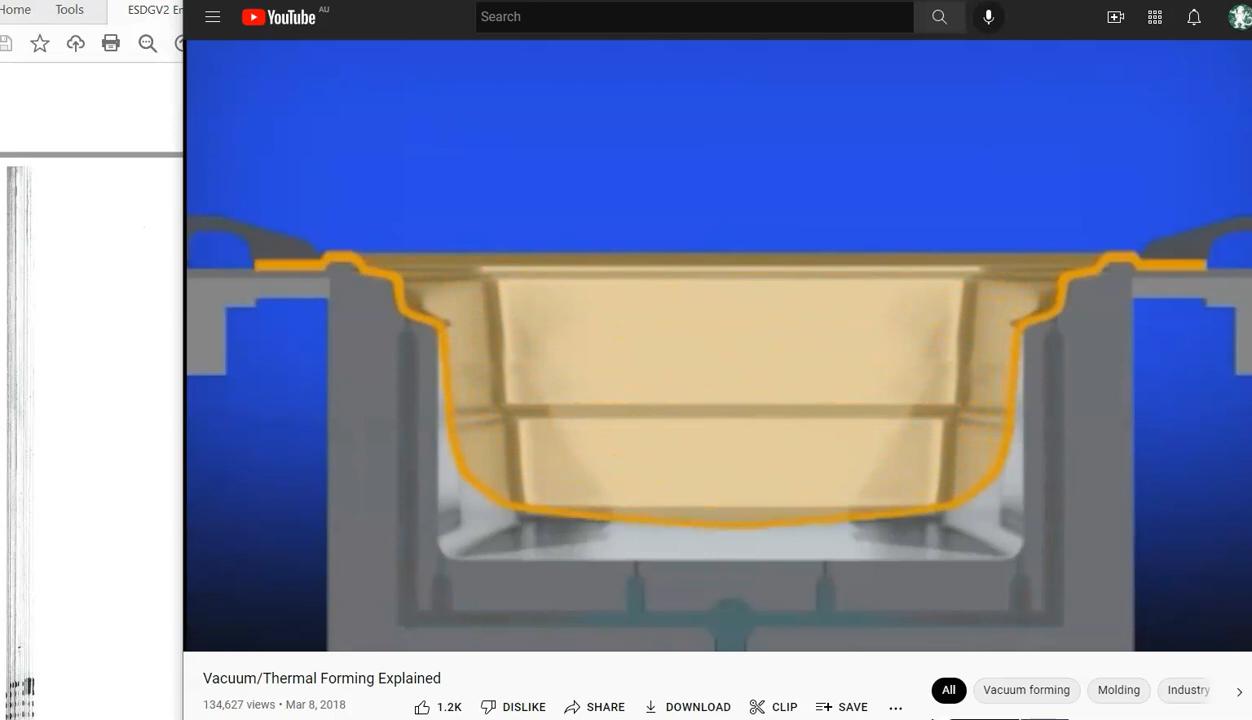 Home
Tools
ESDGV2 En
YouTube AU
Search
Vacuum/Thermal Forming Explained
134,627 views • Mar 8, 2018
1.2K
DISLIKE
SHARE
DOWNLOAD
CLIP
SAVE
...
All
Vacuum forming
Molding
Industry